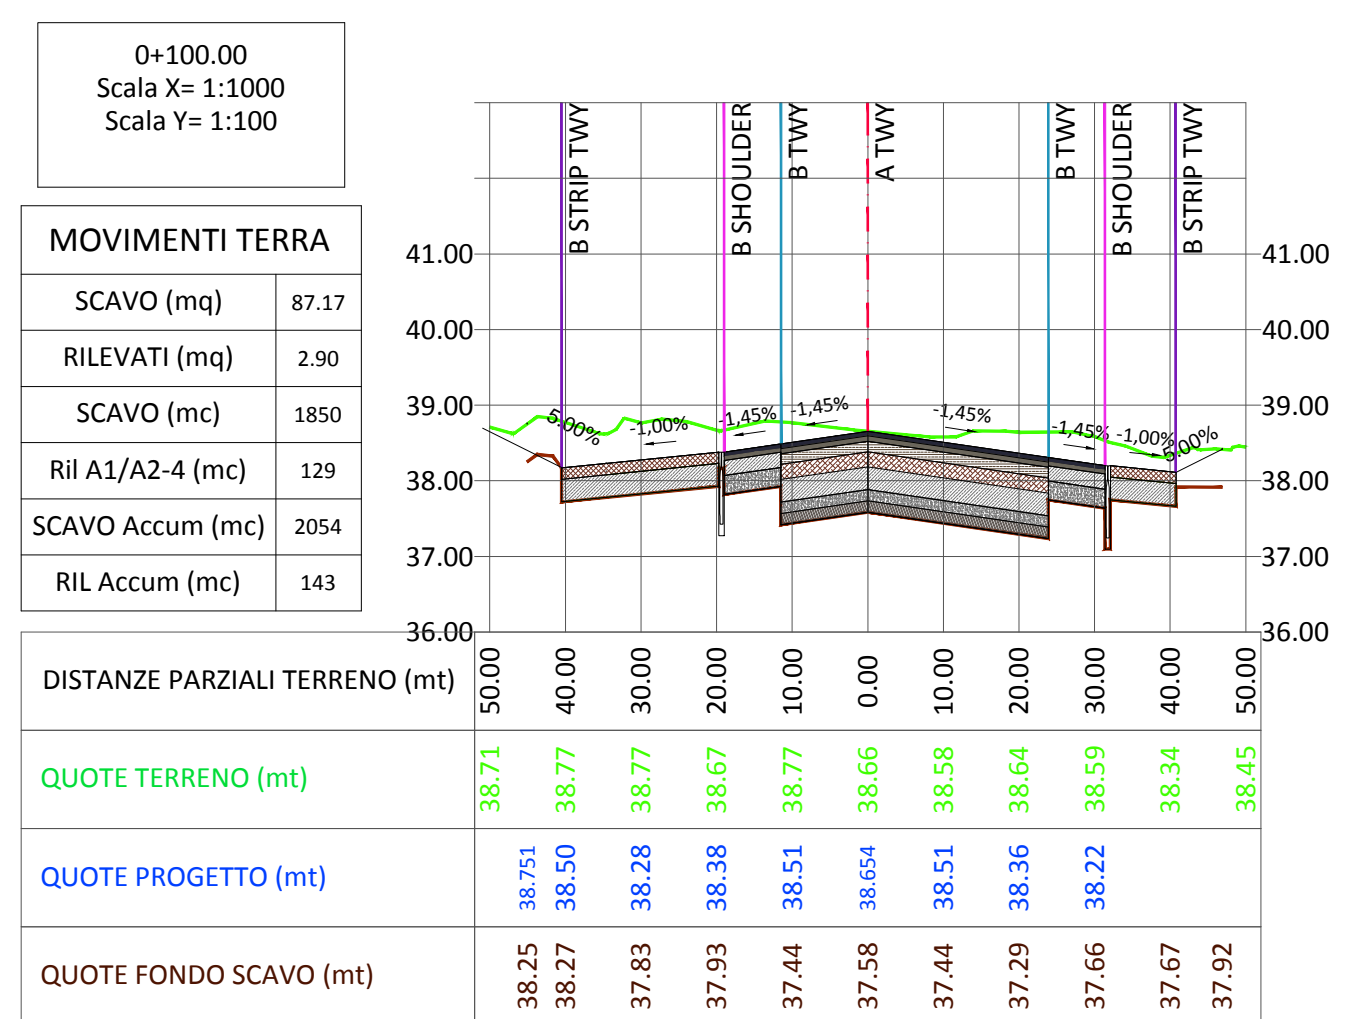 0+100.00
Scala X= 1:1000
Scala Y= 1:100
MOVIMENTI TERRA
SCAVO (mq) 87.17
RILEVATI (mq) 2.90
SCAVO (mc) 1850
Ril A1/A2-4 (mc) 129
SCAVO Accum (mc) 2054
RIL Accum (mc) 143
B STRIP TWY
B SHOULDER
B TWY
A TWY
B TWY
B SHOULDER
B STRIP TWY
41.00 41.00
40.00 40.00
39.00 39.00
38.00 38.00
37.00 37.00
36.00 36.00
5.00% -1,00% -1,45% -1,45% -1,45% -1,45% -1,00% 5.00%
DISTANZE PARZIALI TERRENO (mt) 50.00 40.00 30.00 20.00 10.00 0.00 10.00 20.00 30.00 40.00 50.00
QUOTE TERRENO (mt) 38.71 38.77 38.77 38.67 38.77 38.66 38.58 38.64 38.59 38.34 38.45
QUOTE PROGETTO (mt) 38.751 38.50 38.28 38.38 38.51 38.654 38.51 38.36 38.22
QUOTE FONDO SCAVO (mt) 38.25 38.27 37.83 37.93 37.44 37.58 37.44 37.29 37.66 37.67 37.92